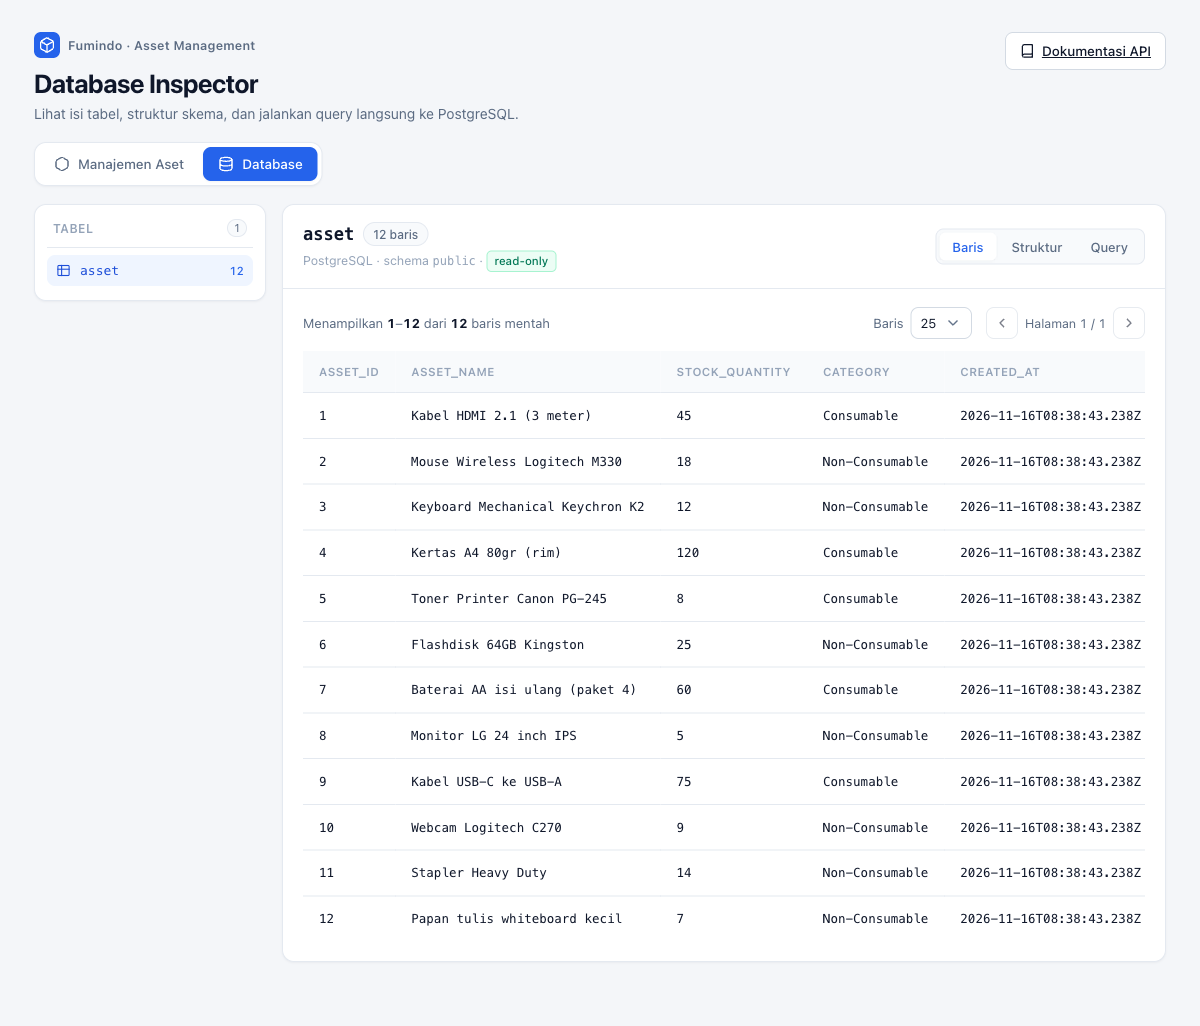 Fumindo · Asset Management
Dokumentasi API
Database Inspector
Lihat isi tabel, struktur skema, dan jalankan query langsung ke PostgreSQL.
Manajemen Aset Database
TABEL 1
asset 12
asset 12 baris
PostgreSQL · schema public · read-only
Baris Struktur Query
Menampilkan 1–12 dari 12 baris mentah
Baris 25 Halaman 1 / 1
ASSET_ID ASSET_NAME STOCK_QUANTITY CATEGORY CREATED_AT
1 Kabel HDMI 2.1 (3 meter) 45 Consumable 2026-11-16T08:38:43.238Z
2 Mouse Wireless Logitech M330 18 Non-Consumable 2026-11-16T08:38:43.238Z
3 Keyboard Mechanical Keychron K2 12 Non-Consumable 2026-11-16T08:38:43.238Z
4 Kertas A4 80gr (rim) 120 Consumable 2026-11-16T08:38:43.238Z
5 Toner Printer Canon PG-245 8 Consumable 2026-11-16T08:38:43.238Z
6 Flashdisk 64GB Kingston 25 Non-Consumable 2026-11-16T08:38:43.238Z
7 Baterai AA isi ulang (paket 4) 60 Consumable 2026-11-16T08:38:43.238Z
8 Monitor LG 24 inch IPS 5 Non-Consumable 2026-11-16T08:38:43.238Z
9 Kabel USB-C ke USB-A 75 Consumable 2026-11-16T08:38:43.238Z
10 Webcam Logitech C270 9 Non-Consumable 2026-11-16T08:38:43.238Z
11 Stapler Heavy Duty 14 Non-Consumable 2026-11-16T08:38:43.238Z
12 Papan tulis whiteboard kecil 7 Non-Consumable 2026-11-16T08:38:43.238Z